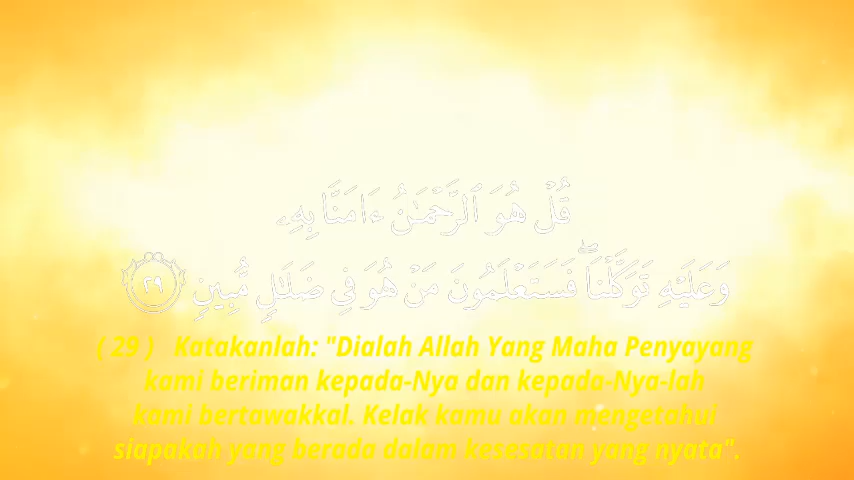 قُلْ هُوَ ٱلرَّحْمَـٰنُ ءَامَنَّا بِهِۦ
وَعَلَيْهِ تَوَكَّلْنَا ۖ فَسَتَعْلَمُونَ مَنْ هُوَ فِى ضَلَـٰلٍ مُّبِينٍ ٢٩
( 29 ) Katakanlah: "Dialah Allah Yang Maha Penyayang
kami beriman kepada-Nya dan kepada-Nya-lah
kami bertawakkal. Kelak kamu akan mengetahui
siapakah yang berada dalam kesesatan yang nyata".